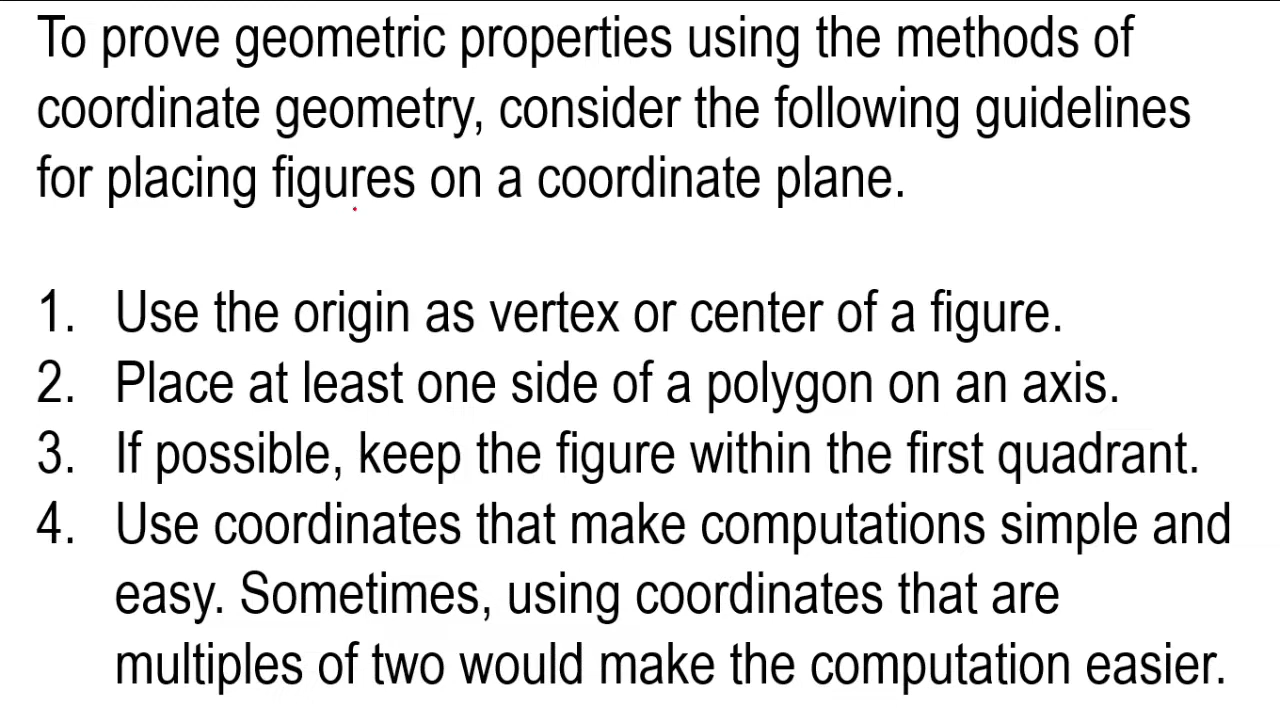 To prove geometric properties using the methods of
coordinate geometry, consider the following guidelines
for placing figures on a coordinate plane.
1. Use the origin as vertex or center of a figure.
2. Place at least one side of a polygon on an axis.
3. If possible, keep the figure within the first quadrant.
4. Use coordinates that make computations simple and
easy. Sometimes, using coordinates that are
multiples of two would make the computation easier.